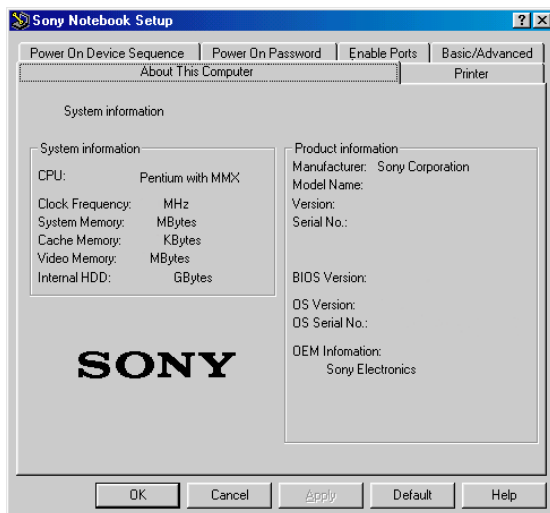 Sony Notebook Setup
Power On Device Sequence
Power On Password
Enable Ports
Basic/Advanced
About This Computer
Printer
System information
System information
CPU: Pentium with MMX
Clock Frequency: MHz
System Memory: MBytes
Cache Memory: KBytes
Video Memory: MBytes
Internal HDD: GBytes
SONY
Product information
Manufacturer: Sony Corporation
Model Name:
Version:
Serial No.:
BIOS Version:
OS Version:
OS Serial No.:
OEM Infomation:
Sony Electronics
OK
Cancel
Apply
Default
Help